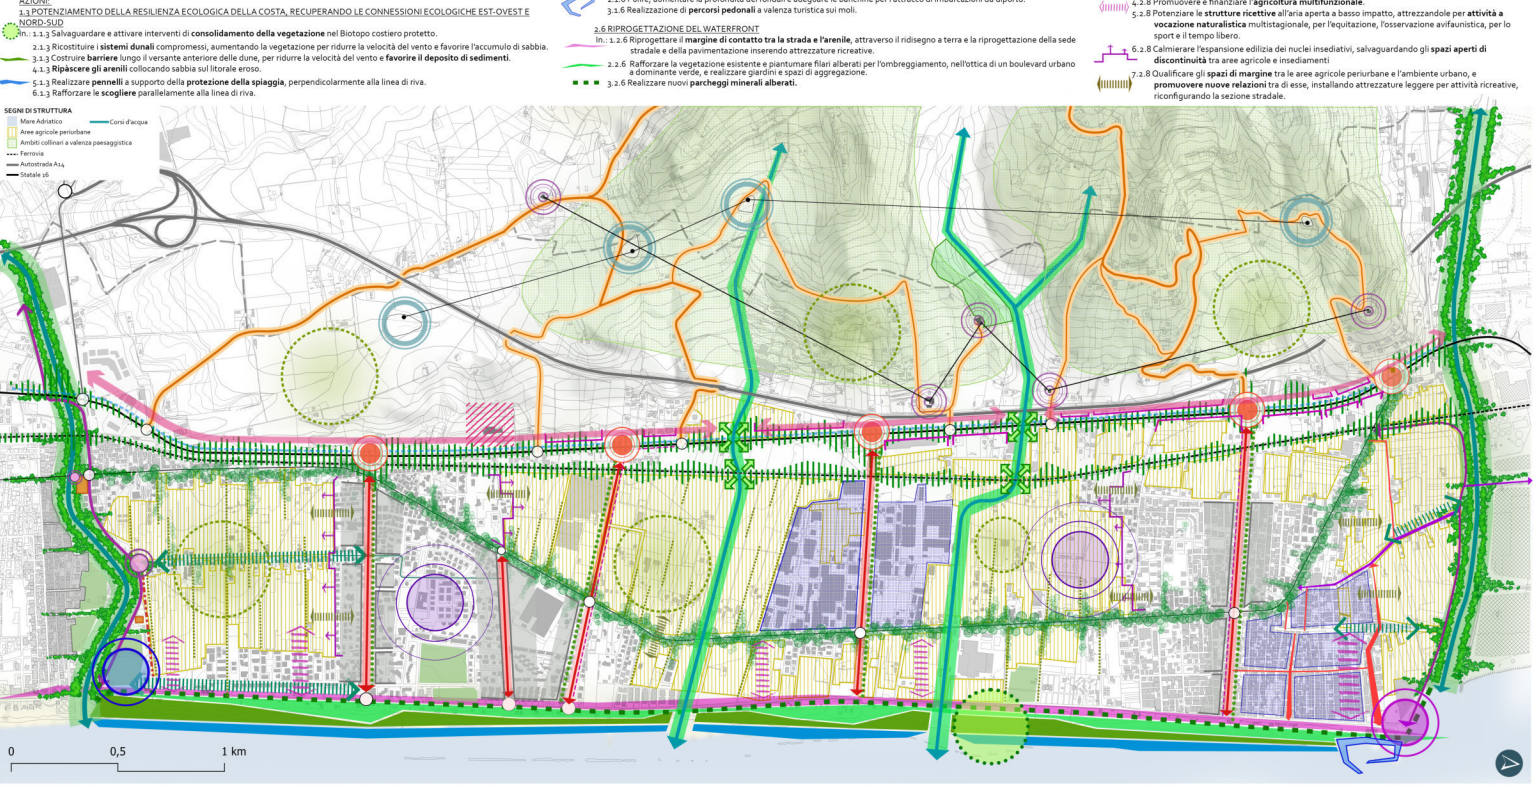 AZIONI:
1.3 POTENZIAMENTO DELLA RESILIENZA ECOLOGICA DELLA COSTA, RECUPERANDO LE CONNESSIONI ECOLOGICHE EST-OVEST E
NORD-SUD
In.: 1.1.3 Salvaguardare e attivare interventi di consolidamento della vegetazione nel Biotopo costiero protetto.
2.1.3 Ricostituire i sistemi dunali compromessi, aumentando la vegetazione per ridurre la velocità del vento e favorire l'accumulo di sabbia.
3.1.3 Costruire barriere lungo il versante anteriore delle dune, per ridurre la velocità del vento e favorire il deposito di sedimenti.
4.1.3 Ripàscere gli arenili collocando sabbia sul litorale eroso.
5.1.3 Realizzare pennelli a supporto della protezione della spiaggia, perpendicolarmente alla linea di riva.
6.1.3 Rafforzare le scogliere parallelamente alla linea di riva.
3.1.6 Realizzazione di percorsi pedonali a valenza turistica sui moli.
2.6 RIPROGETTAZIONE DEL WATERFRONT
In.: 1.2.6 Riprogettare il margine di contatto tra la strada e l'arenile, attraverso il ridisegno a terra e la riprogettazione della sede
stradale e della pavimentazione inserendo attrezzature ricreative.
2.2.6 Rafforzare la vegetazione esistente e piantumare filari alberati per l'ombreggiamento, nell'ottica di un boulevard urbano
a dominante verde, e realizzare giardini e spazi di aggregazione.
3.2.6 Realizzare nuovi parcheggi minerali alberati.
4.2.8 Promuovere e finanziare l'agricoltura multifunzionale.
5.2.8 Potenziare le strutture ricettive all'aria aperta a basso impatto, attrezzandole per attività a
vocazione naturalistica multistagionale, per l'equitazione, l'osservazione avifaunistica, per lo
sport e il tempo libero.
6.2.8 Calmierare l'espansione edilizia dei nuclei insediativi, salvaguardando gli spazi aperti di
discontinuità tra aree agricole e insediamenti
7.2.8 Qualificare gli spazi di margine tra le aree agricole periurbane e l'ambiente urbano, e
promuovere nuove relazioni tra di esse, installando attrezzature leggere per attività ricreative,
riconfigurando la sezione stradale.
SEGNI DI STRUTTURA
Mare Adriatico
Corsi d'acqua
Aree agricole periurbane
Ambiti collinari a valenza paesaggistica
Ferrovia
Autostrada A14
Statale 16
0 0,5 1 km